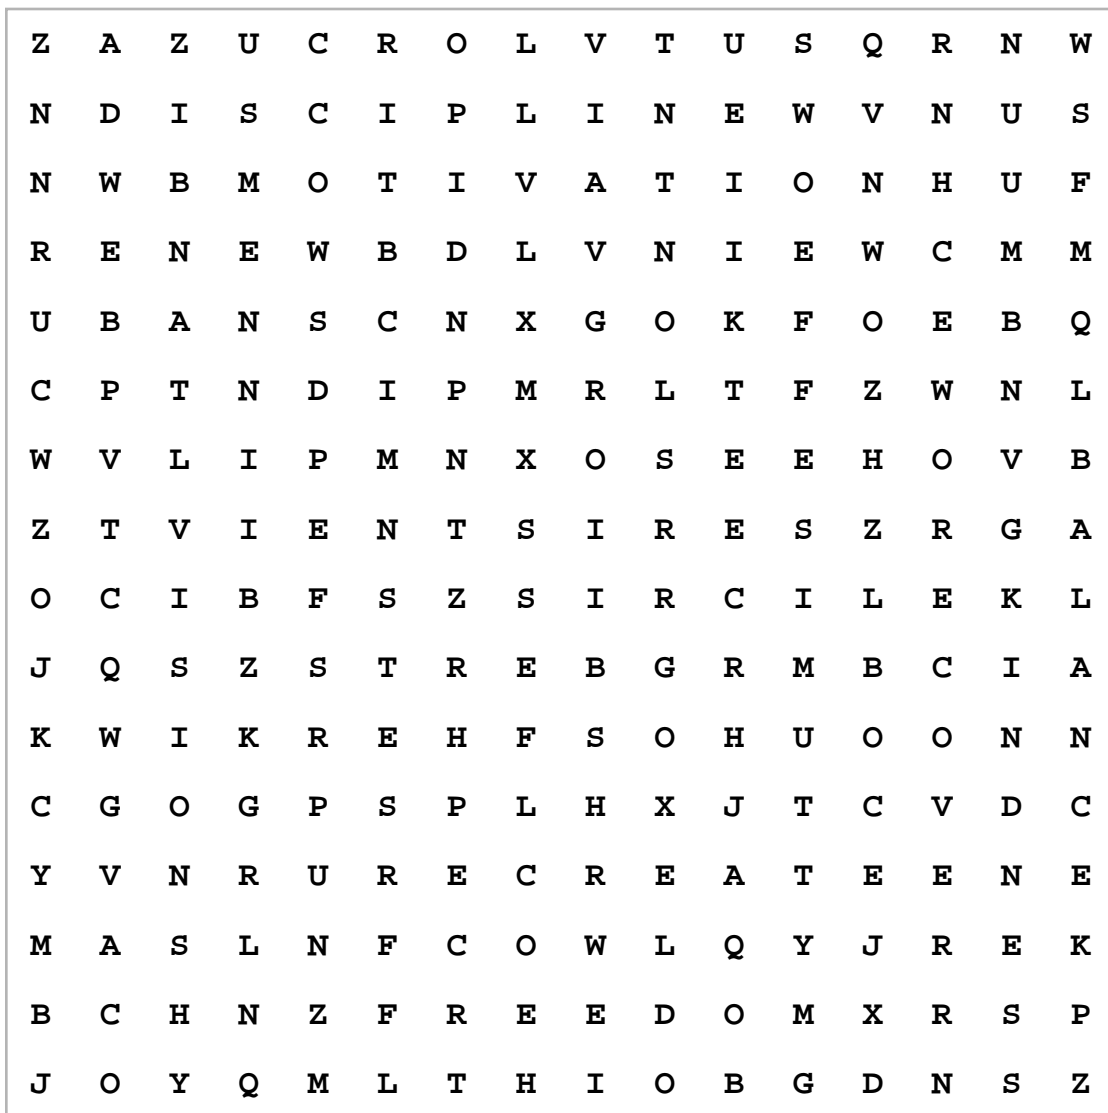 Z A Z U C R O L V T U S Q R N W
N D I S C I P L I N E W V N U S
N W B M O T I V A T I O N H U F
R E N E W B D L V N I E W C M M
U B A N S C N X G O K F O E B Q
C P T N D I P M R L T F Z W N L
W V L I P M N X O S E E H O V B
Z T V I E N T S I R E S Z R G A
O C I B F S Z S I R C I L E K L
J Q S Z S T R E B G R M B C I A
K W I K R E H F S O H U O O N N
C G O G P S P L H X J T C V D C
Y V N R U R E C R E A T E E N E
M A S L N F C O W L Q Y J R E K
B C H N Z F R E E D O M X R S P
J O Y Q M L T H I O B G D N S Z